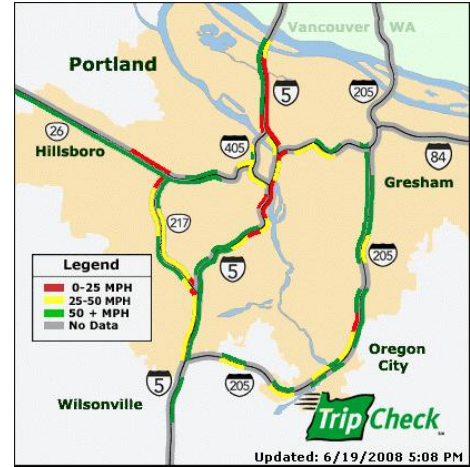 Vancouver WA
Portland
5
205
26
Hillsboro
405
84
Gresham
217
205
5
Legend
0-25 MPH
25-50 MPH
50 + MPH
No Data
Oregon
City
5
205
Wilsonville
TripCheck
Updated: 6/19/2008 5:08 PM